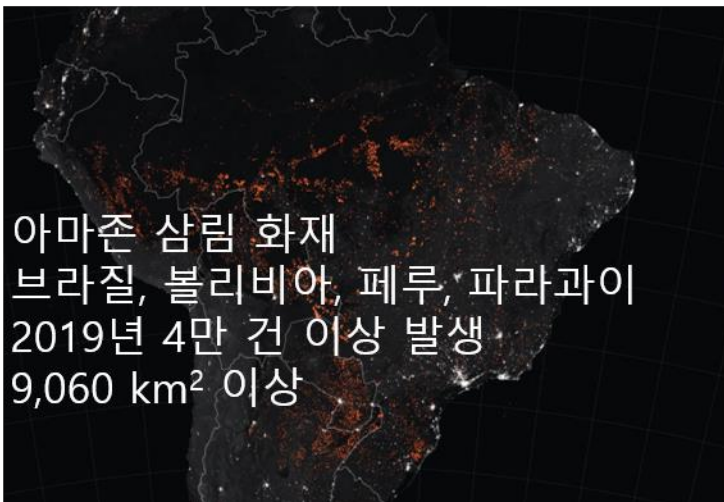 아마존 삼림 화재
브라질, 볼리비아, 페루, 파라과이
2019년 4만 건 이상 발생
9,060 km² 이상